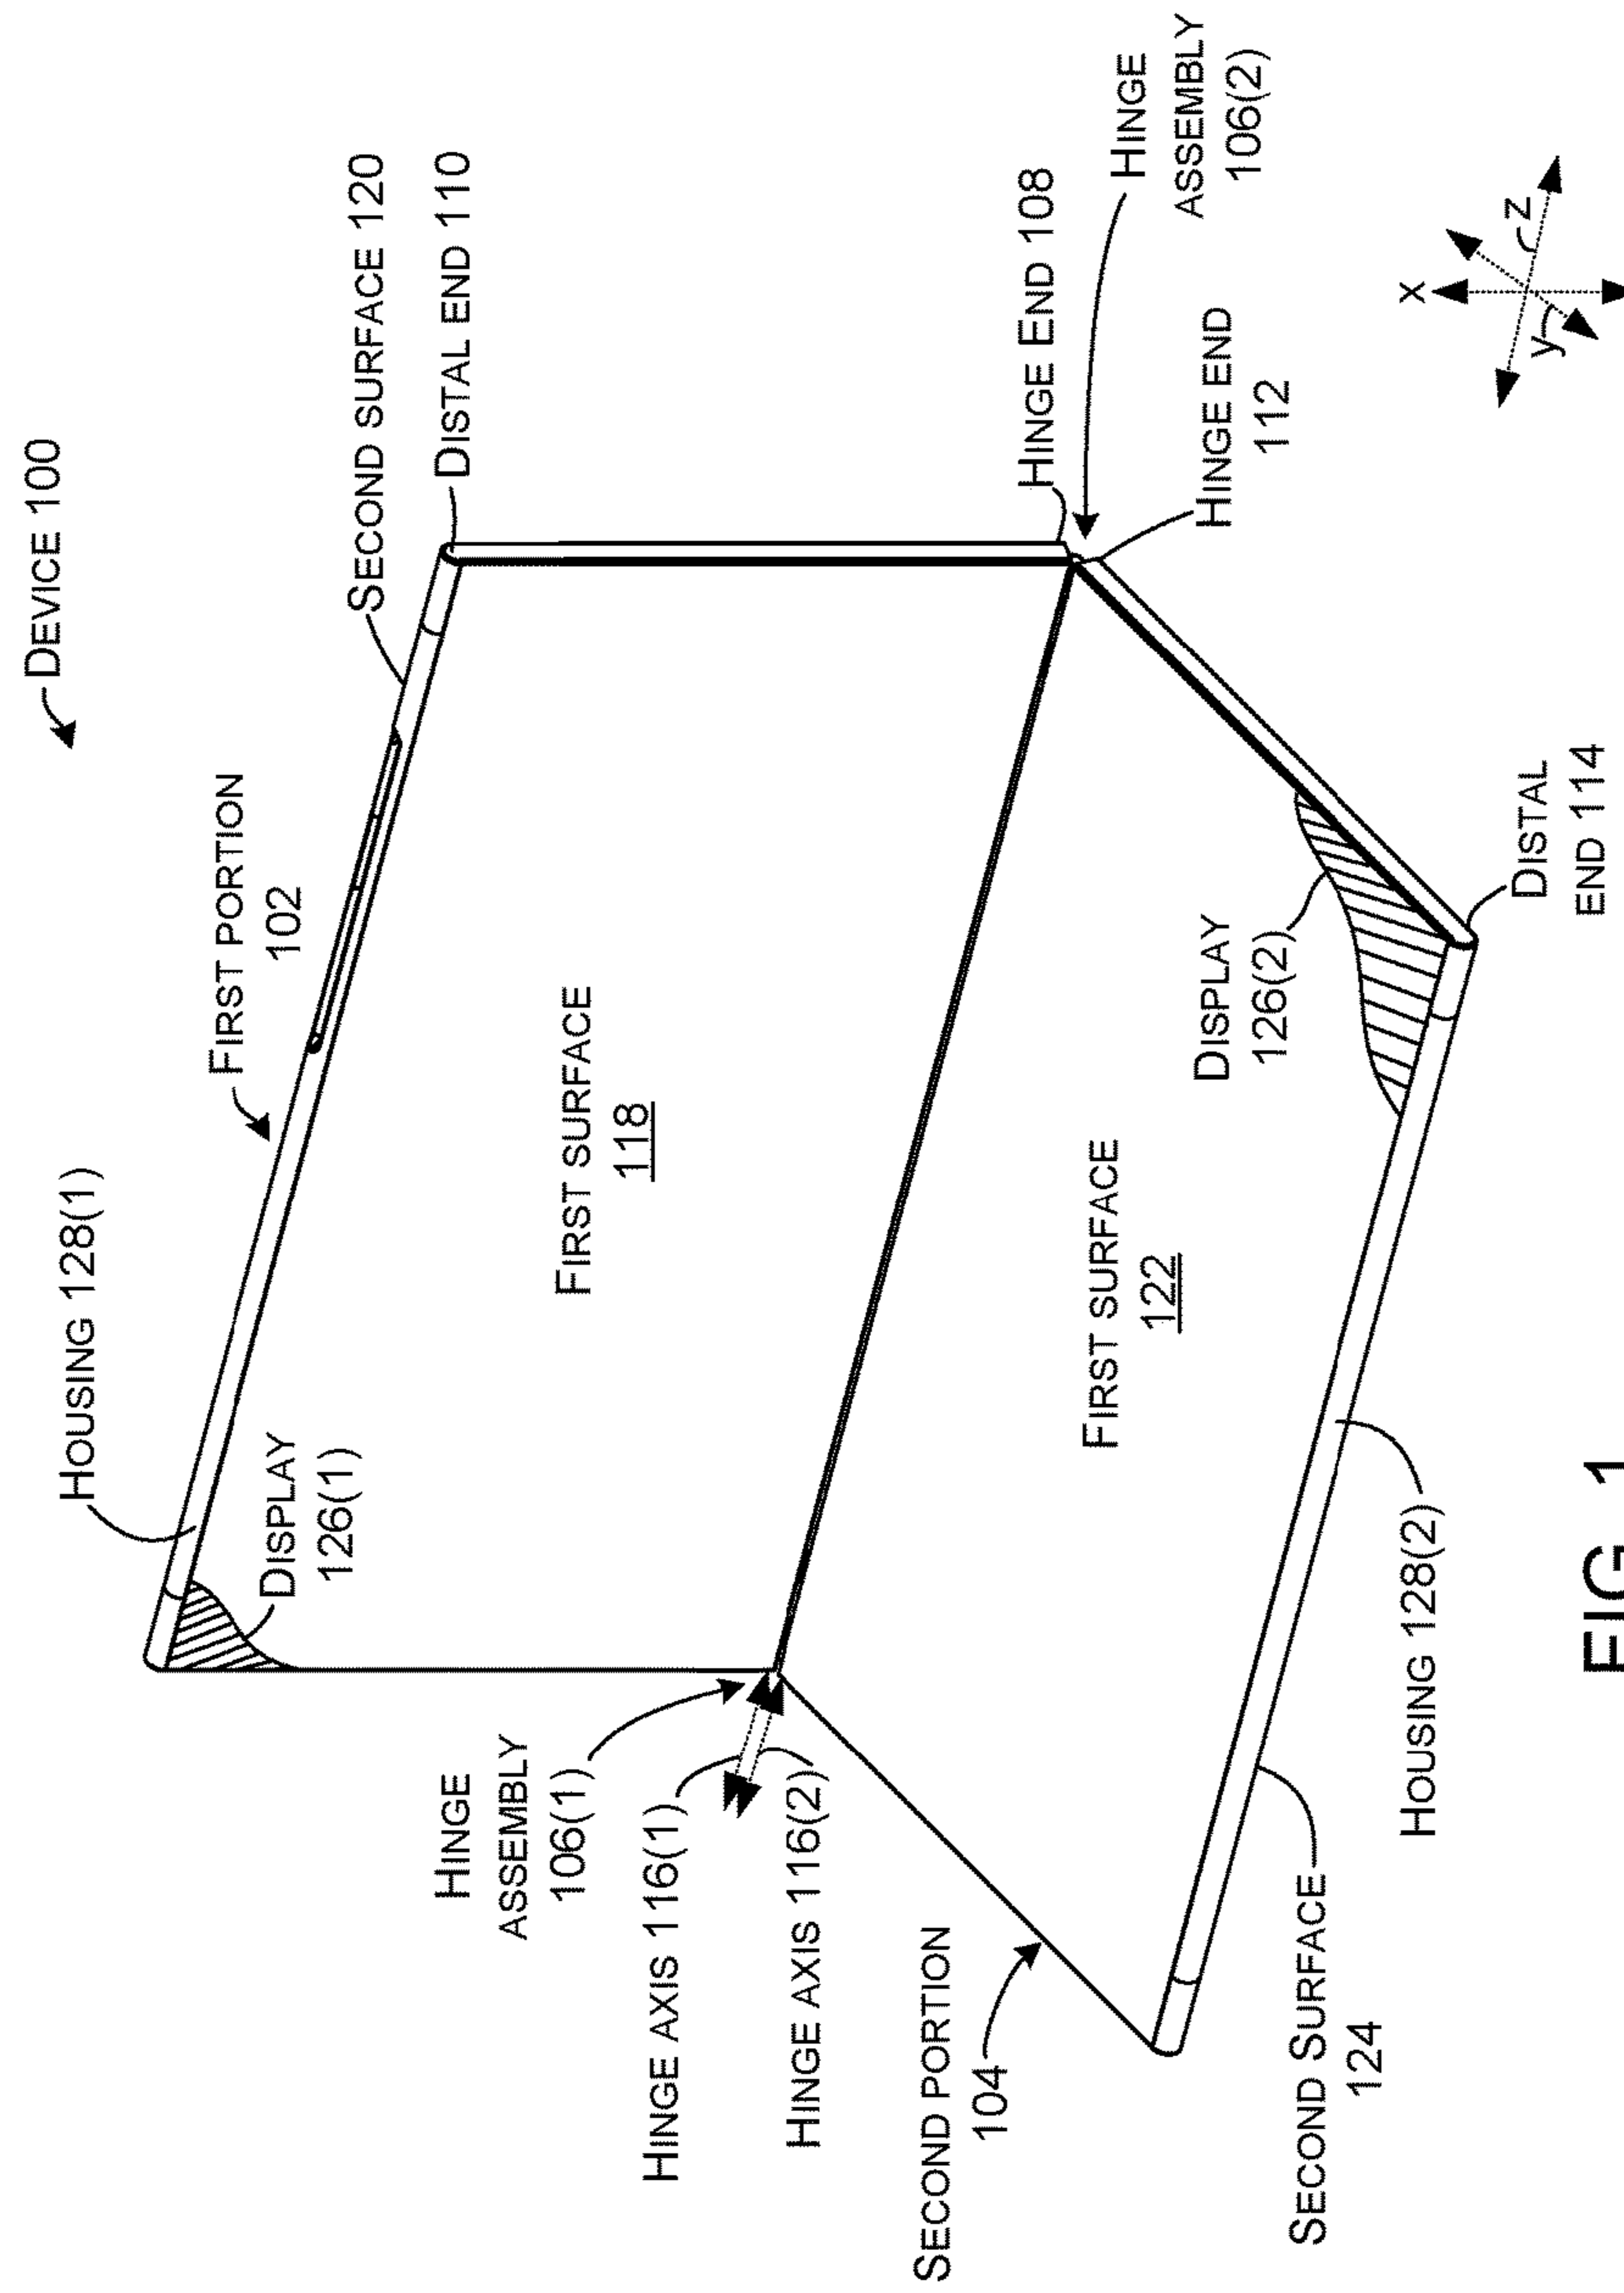 DEVICE 100
HOUSING 128(1)
FIRST PORTION
102
SECOND SURFACE 120
DISTAL END 110
DISPLAY
126(1)
FIRST SURFACE
118
HINGE
ASSEMBLY
106(1)
HINGE AXIS 116(1)
HINGE AXIS 116(2)
HINGE END 108
HINGE
ASSEMBLY
106(2)
HINGE END
112
SECOND PORTION
104
FIRST SURFACE
122
DISPLAY
126(2)
DISTAL
END 114
SECOND SURFACE
124
HOUSING 128(2)
x
y
z
FIG. 1